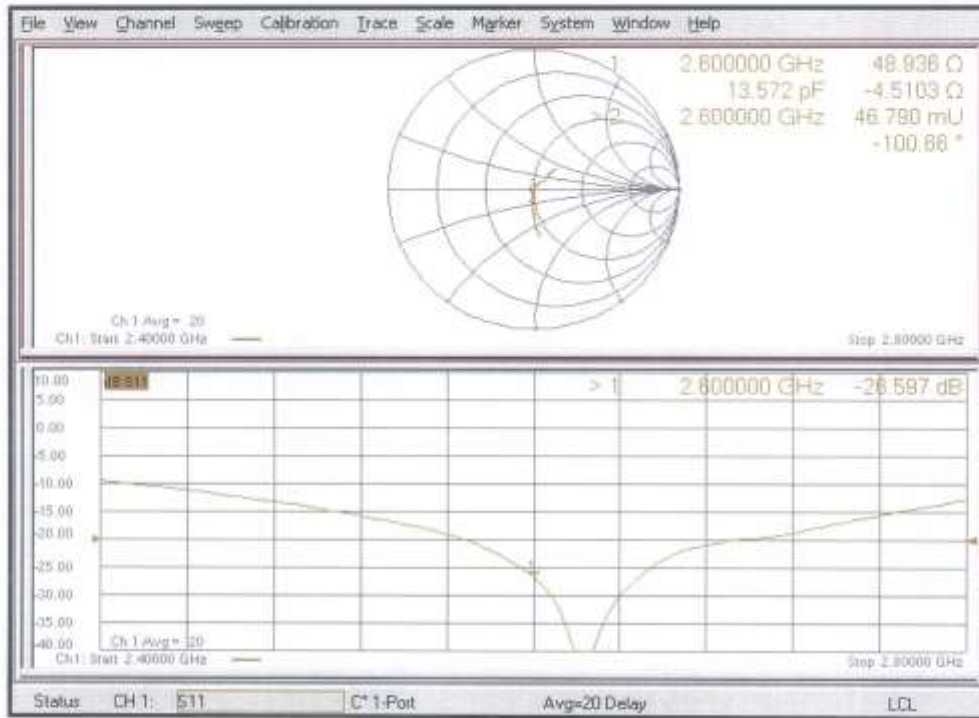 File View Channel Sweep Calibration Trace Scale Marker System Window Help
1 2.600000 GHz 48.936 Ω
13.572 pF -4.5103 Ω
> 2 2.600000 GHz 46.790 mU
-100.66 °
Ch 1 Avg = 20
Ch1: Start 2.40000 GHz Stop 2.80000 GHz
10.00 dB S11 > 1 2.600000 GHz -26.597 dB
5.00
0.00
-5.00
-10.00
-15.00
-20.00
-25.00
1
-30.00
-35.00
-40.00 Ch 1 Avg = 20
Ch1: Start 2.40000 GHz Stop 2.80000 GHz
Status CH 1: S11 C* 1-Port Avg=20 Delay LCL